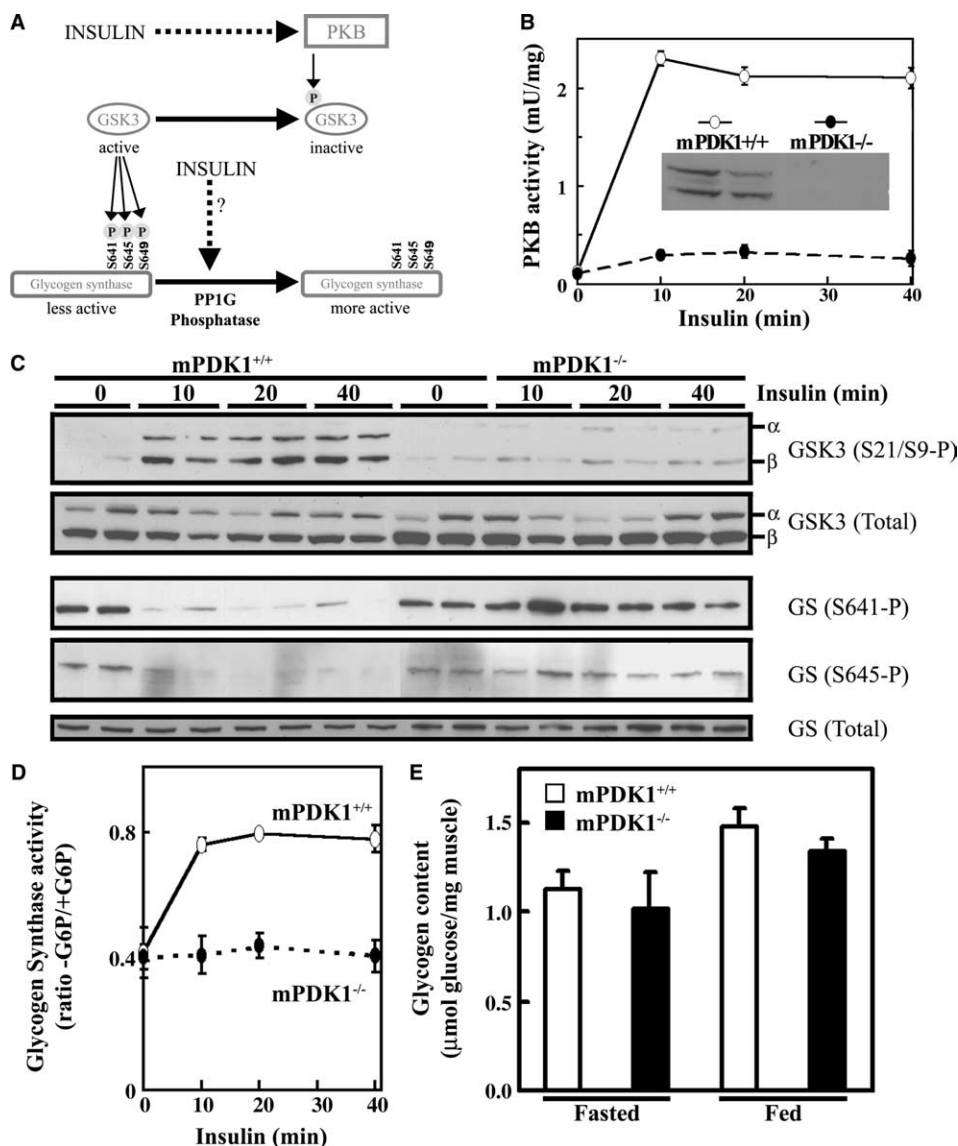 A
INSULIN
PKB
P
GSK3
active
GSK3
inactive
INSULIN
?
P P P
S641
S645
S649
Glycogen synthase
less active
PP1G
Phosphatase
S641
S645
S649
Glycogen synthase
more active
B
PKB activity (mU/mg)
2
1
0
mPDK1+/+
mPDK1-/-
0 10 20 30 40
Insulin (min)
C
mPDK1+/+
mPDK1-/-
0 10 20 40 0 10 20 40
Insulin (min)
α
β
GSK3 (S21/S9-P)
α
β
GSK3 (Total)
GS (S641-P)
GS (S645-P)
GS (Total)
D
Glycogen Synthase activity
(ratio -G6P/+G6P)
0.8
0.4
0
mPDK1+/+
mPDK1-/-
0 10 20 30 40
Insulin (min)
E
Glycogen content
(µmol glucose/mg muscle)
1.5
1.0
0.5
0.0
mPDK1+/+
mPDK1-/-
Fasted
Fed